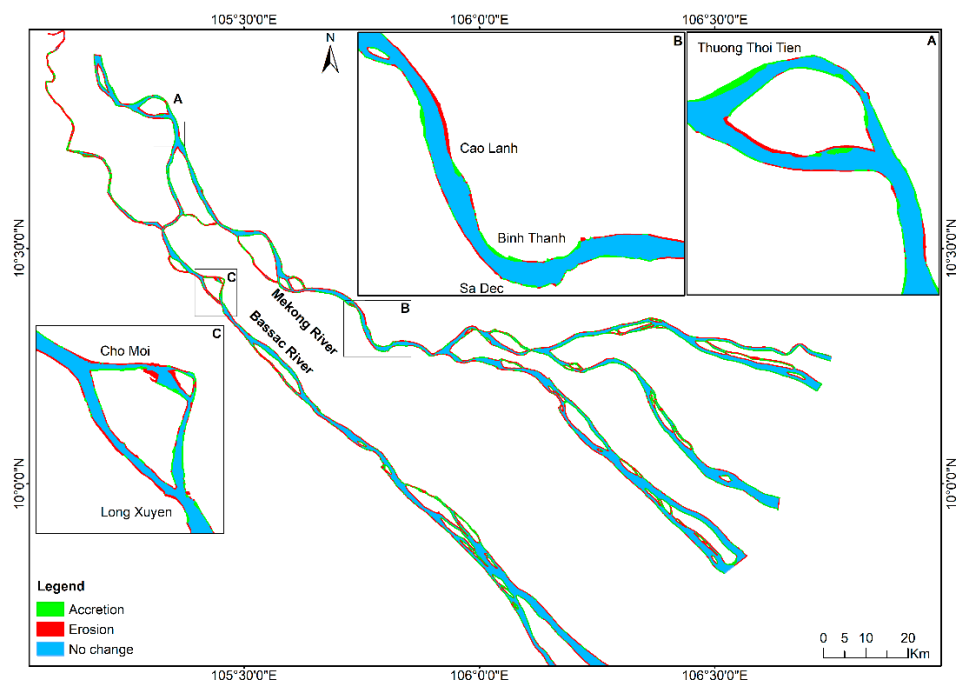 105°30'0"E 106°0'0"E 106°30'0"E
N
B
A
Thuong Thoi Tien
A
Cao Lanh
Binh Thanh
Sa Dec
10°30'0"N
10°30'0"N
C
Mekong River
Bassac River
B
C
Cho Moi
Long Xuyen
10°0'0"N
10°0'0"N
Legend
Accretion
Erosion
No change
0 5 10 20
Km
105°30'0"E 106°0'0"E 106°30'0"E